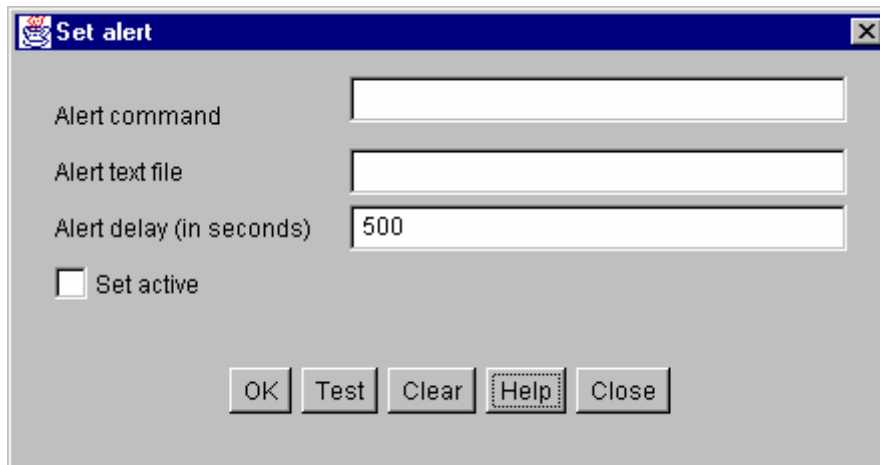 Set alert
Alert command
Alert text file
Alert delay (in seconds) 500
Set active
OK Test Clear Help Close